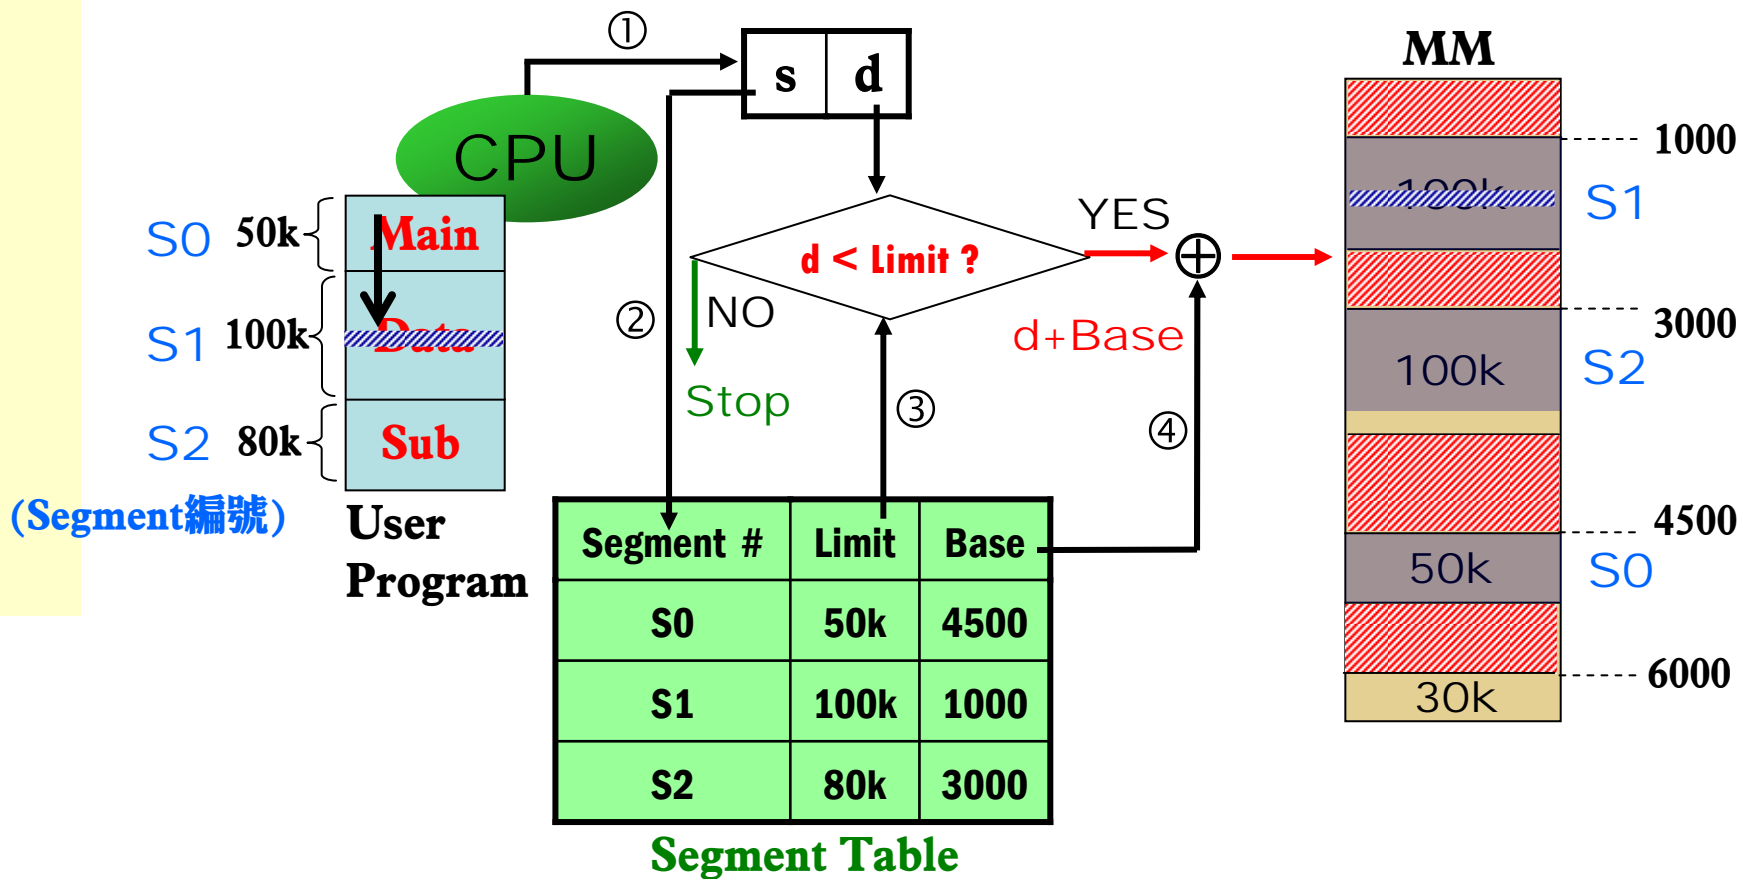 ①
s d
MM
CPU
1000
100k
S1
YES
S0 50k Main
d < Limit ?
NO
②
S1 100k Data
d+Base
3000
100k
S2
Stop
③
④
S2 80k Sub
(Segment編號)
User
Program
4500
50k
S0
Segment # Limit Base
S0 50k 4500
S1 100k 1000
S2 80k 3000
6000
30k
Segment Table